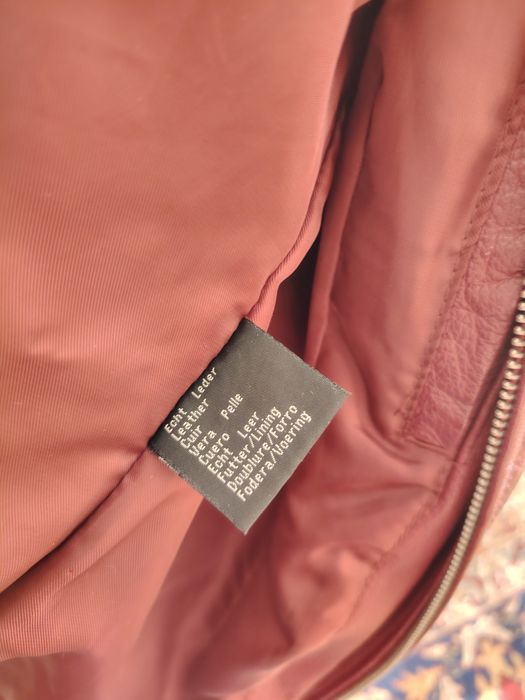 Echt Leder
Leather
Cuir
Vera Pelle
Cuero
Echt Leer
Futter/Lining
Doublure/Forro
Fodera/Voering